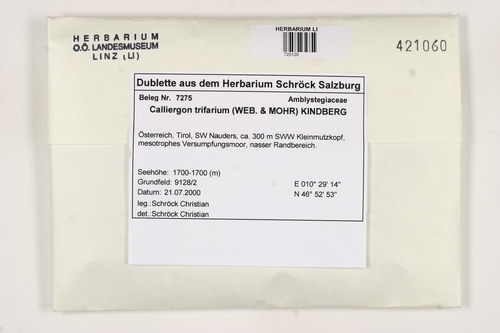 HERBARIUM
O.Ö. LANDESMUSEUM
LINZ (LI)
HERBARIUM LI
720120
421060
Dublette aus dem Herbarium Schröck Salzburg
Beleg Nr. 7275 Amblystegiaceae
Calliergon trifarium (WEB. & MOHR) KINDBERG
Österreich, Tirol, SW Nauders, ca. 300 m SWW Kleinmutzkopf,
mesotrophes Versumpfungsmoor, nasser Randbereich.
Seehöhe: 1700-1700 (m)
Grundfeld: 9128/2 E 010° 29' 14"
Datum: 21.07.2000 N 46° 52' 53"
leg.: Schröck Christian
det.: Schröck Christian